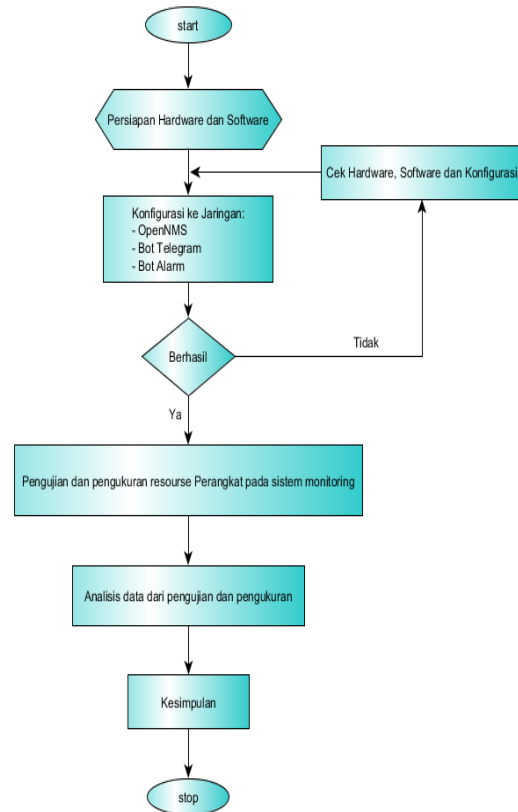 start
Persiapan Hardware dan Software
Cek Hardware, Software dan Konfigurasi
Konfigurasi ke Jaringan:
- OpenNMS
- Bot Telegram
- Bot Alarm
Berhasil
Tidak
Ya
Pengujian dan pengukuran resourse Perangkat pada sistem monitoring
Analisis data dari pengujian dan pengukuran
Kesimpulan
stop